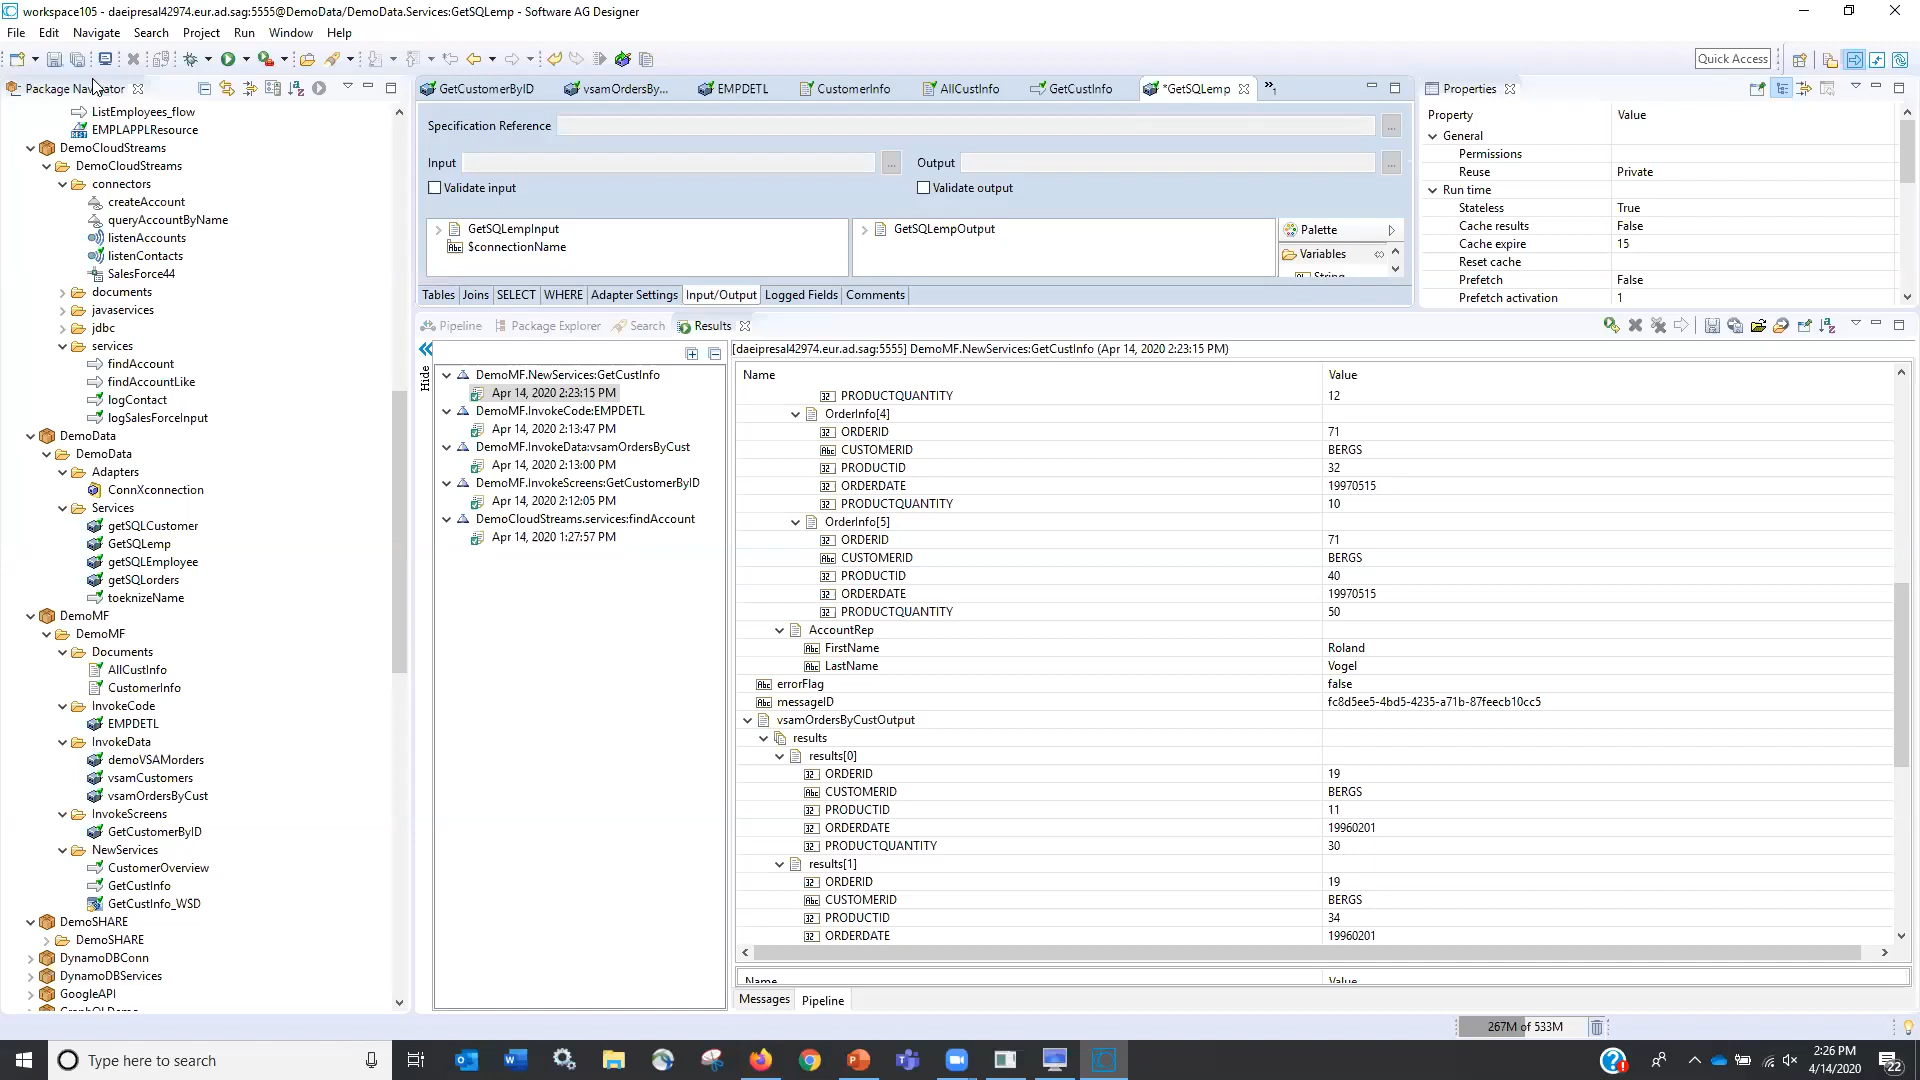 workspace105 - daeipresal42974.eur.ad.sag:5555@DemoData/DemoData.Services:GetSQLemp - Software AG Designer
File Edit Navigate Search Project Run Window Help
Quick Access
Package Navigator
ListEmployees_flow
EMPLAPPLResource
DemoCloudStreams
DemoCloudStreams
connectors
createAccount
queryAccountByName
listenAccounts
listenContacts
SalesForce44
documents
javaservices
jdbc
services
findAccount
findAccountLike
logContact
logSalesForceInput
DemoData
DemoData
Adapters
ConnXconnection
Services
getSQLCustomer
GetSQLemp
getSQLEmployee
getSQLorders
toeknizeName
DemoMF
DemoMF
Documents
AllCustInfo
CustomerInfo
InvokeCode
EMPDETL
InvokeData
demoVSAMorders
vsamCustomers
vsamOrdersByCust
InvokeScreens
GetCustomerByID
NewServices
CustomerOverview
GetCustInfo
GetCustInfo_WSD
DemoSHARE
DemoSHARE
DynamoDBConn
DynamoDBServices
GoogleAPI
GetCustomerByID vsamOrdersBy... EMPDETL CustomerInfo AllCustInfo GetCustInfo *GetSQLemp
Specification Reference ...
Input ... Output ...
Validate input Validate output
GetSQLempInput
$connectionName
GetSQLempOutput
Palette
Variables
String
Tables Joins SELECT WHERE Adapter Settings Input/Output Logged Fields Comments
Properties
Property Value
General
Permissions
Reuse Private
Run time
Stateless True
Cache results False
Cache expire 15
Reset cache
Prefetch False
Prefetch activation 1
Pipeline Package Explorer Search Results
Hide
DemoMF.NewServices:GetCustInfo
Apr 14, 2020 2:23:15 PM
DemoMF.InvokeCode:EMPDETL
Apr 14, 2020 2:13:47 PM
DemoMF.InvokeData:vsamOrdersByCust
Apr 14, 2020 2:13:00 PM
DemoMF.InvokeScreens:GetCustomerByID
Apr 14, 2020 2:12:05 PM
DemoCloudStreams.services:findAccount
Apr 14, 2020 1:27:57 PM
[daeipresal42974.eur.ad.sag:5555] DemoMF.NewServices:GetCustInfo (Apr 14, 2020 2:23:15 PM)
Name Value
PRODUCTQUANTITY 12
OrderInfo[4]
ORDERID 71
CUSTOMERID BERGS
PRODUCTID 32
ORDERDATE 19970515
PRODUCTQUANTITY 10
OrderInfo[5]
ORDERID 71
CUSTOMERID BERGS
PRODUCTID 40
ORDERDATE 19970515
PRODUCTQUANTITY 50
AccountRep
FirstName Roland
LastName Vogel
errorFlag false
messageID fc8d5ee5-4bd5-4235-a71b-87feecb10cc5
vsamOrdersByCustOutput
results
results[0]
ORDERID 19
CUSTOMERID BERGS
PRODUCTID 11
ORDERDATE 19960201
PRODUCTQUANTITY 30
results[1]
ORDERID 19
CUSTOMERID BERGS
PRODUCTID 34
ORDERDATE 19960201
Name Value
Messages Pipeline
267M of 533M
Type here to search
2:26 PM
4/14/2020
22